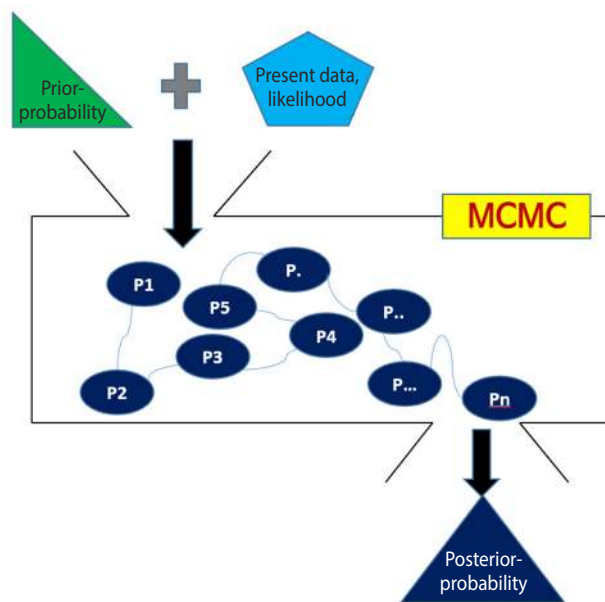 Prior-
probability
Present data,
likelihood
MCMC
P1
P5
P.
P..
P4
P3
P2
P...
Pn
Posterior-
probability